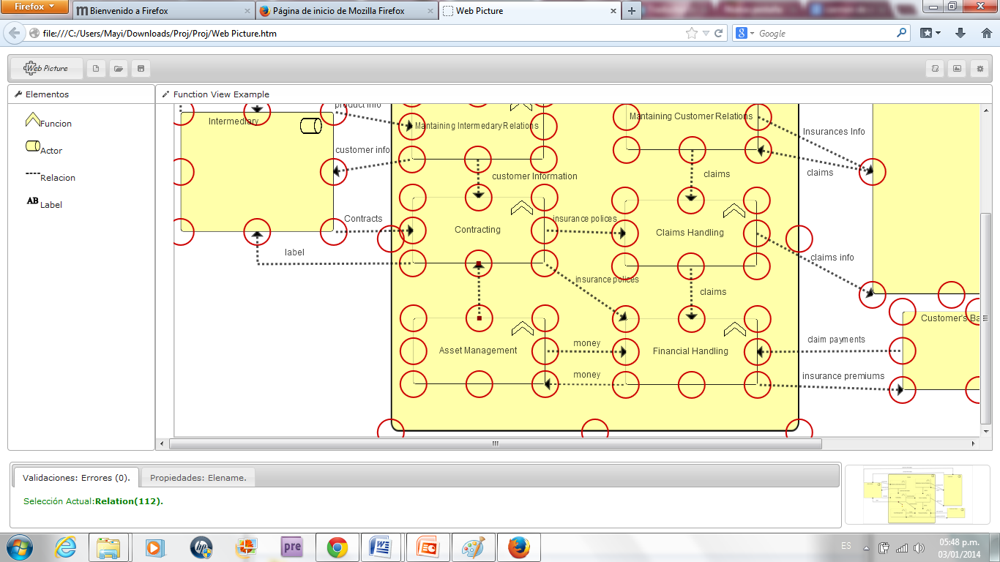 Firefox
Bienvenido a Firefox
Página de inicio de Mozilla Firefox
Web Picture
file:///C:/Users/Mayi/Downloads/Proj/Proj/Web Picture.htm
Google
Web Picture
Elementos
Function View Example
Funcion
Actor
Relacion
AB Label
Intermediary
product info
Mantaining Intermedary Relations
Mantaining Customer Relations
Insurances Info
customer info
customer Information
claims
claims
Contracts
insurance polices
Contracting
Claims Handling
label
claims info
insurance polices
claims
Customer's Ba
Asset Management
money
Financial Handling
claim payments
money
insurance premiums
Validaciones: Errores (0).
Propiedades: Elename.
Selección Actual:Relation(112).
hp
pre
ES
05:48 p.m.
03/01/2014